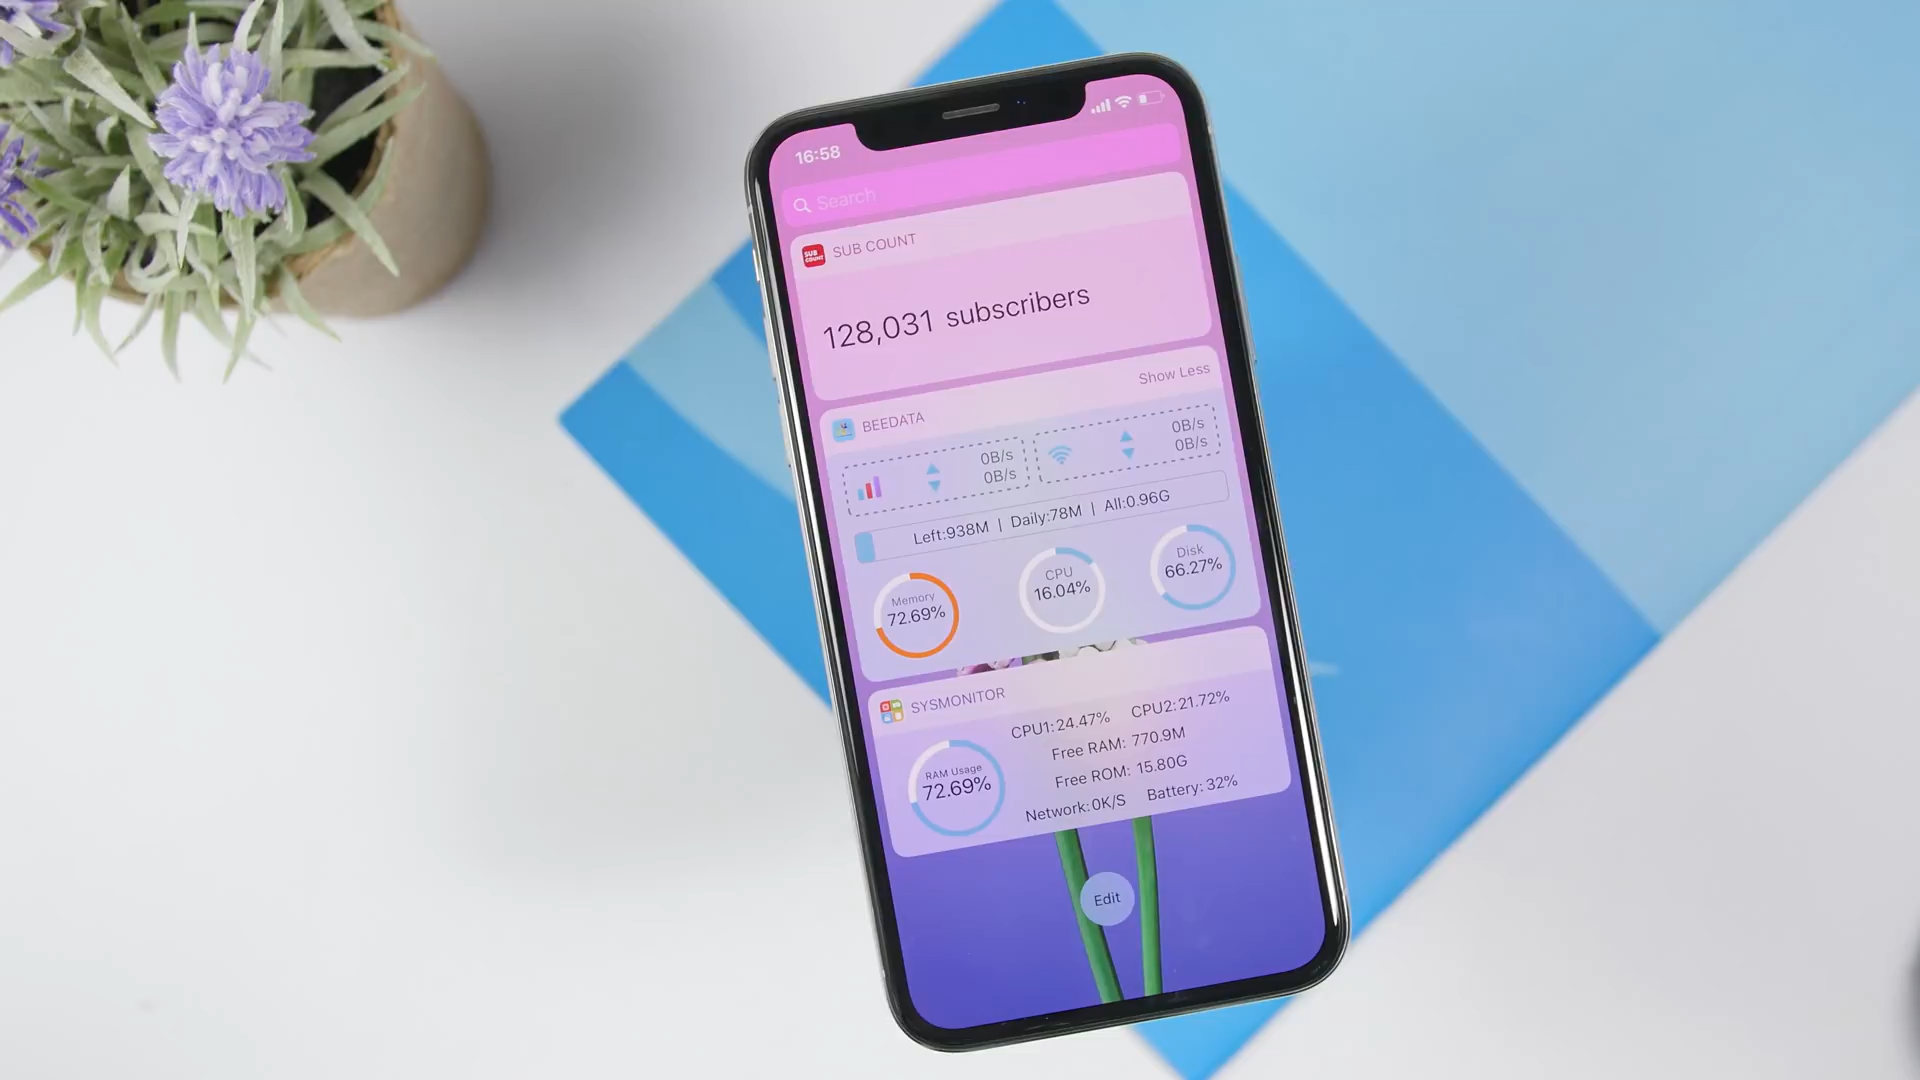 16:58
Search
SUB COUNT
SUB COUNT
128,031 subscribers
Show Less
BEEDATA
0B/s
0B/s
0B/s
0B/s
Left:938M | Daily:78M | All:0.96G
Memory
72.69%
CPU
16.04%
Disk
66.27%
SYSMONITOR
RAM Usage
72.69%
CPU1:24.47% CPU2:21.72%
Free RAM: 770.9M
Free ROM: 15.80G
Network:0K/S Battery:32%
Edit